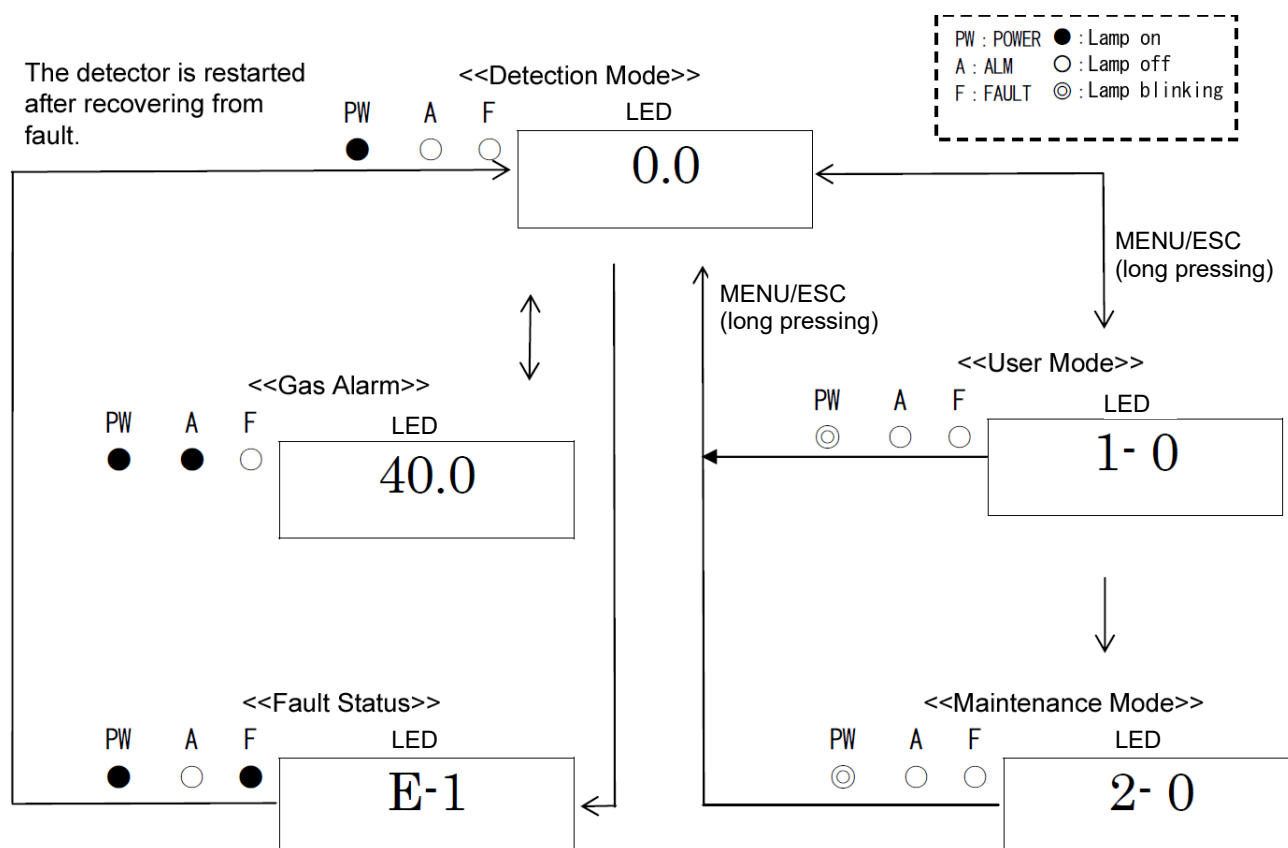 PW : POWER ● : Lamp on
A : ALM ○ : Lamp off
F : FAULT ◎ : Lamp blinking
The detector is restarted
after recovering from
fault.
<<Detection Mode>>
PW A F LED
● ○ ○ 0.0
MENU/ESC
(long pressing)
MENU/ESC
(long pressing)
<<Gas Alarm>>
PW A F LED
● ● ○ 40.0
<<User Mode>>
PW A F LED
◎ ○ ○ 1- 0
<<Fault Status>>
PW A F LED
● ○ ● E-1
<<Maintenance Mode>>
PW A F LED
◎ ○ ○ 2- 0